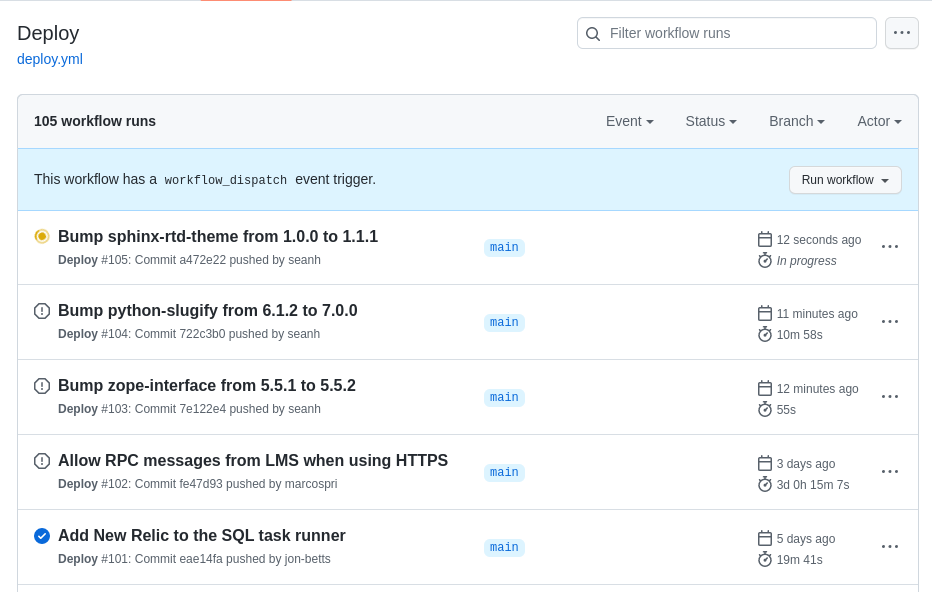 Deploy
Filter workflow runs
deploy.yml
105 workflow runs
Event
Status
Branch
Actor
This workflow has a workflow_dispatch event trigger.
Run workflow
Bump sphinx-rtd-theme from 1.0.0 to 1.1.1
Deploy #105: Commit a472e22 pushed by seanh
main
12 seconds ago
In progress
Bump python-slugify from 6.1.2 to 7.0.0
Deploy #104: Commit 722c3b0 pushed by seanh
main
11 minutes ago
10m 58s
Bump zope-interface from 5.5.1 to 5.5.2
Deploy #103: Commit 7e122e4 pushed by seanh
main
12 minutes ago
55s
Allow RPC messages from LMS when using HTTPS
Deploy #102: Commit fe47d93 pushed by marcospri
main
3 days ago
3d 0h 15m 7s
Add New Relic to the SQL task runner
Deploy #101: Commit eae14fa pushed by jon-betts
main
5 days ago
19m 41s